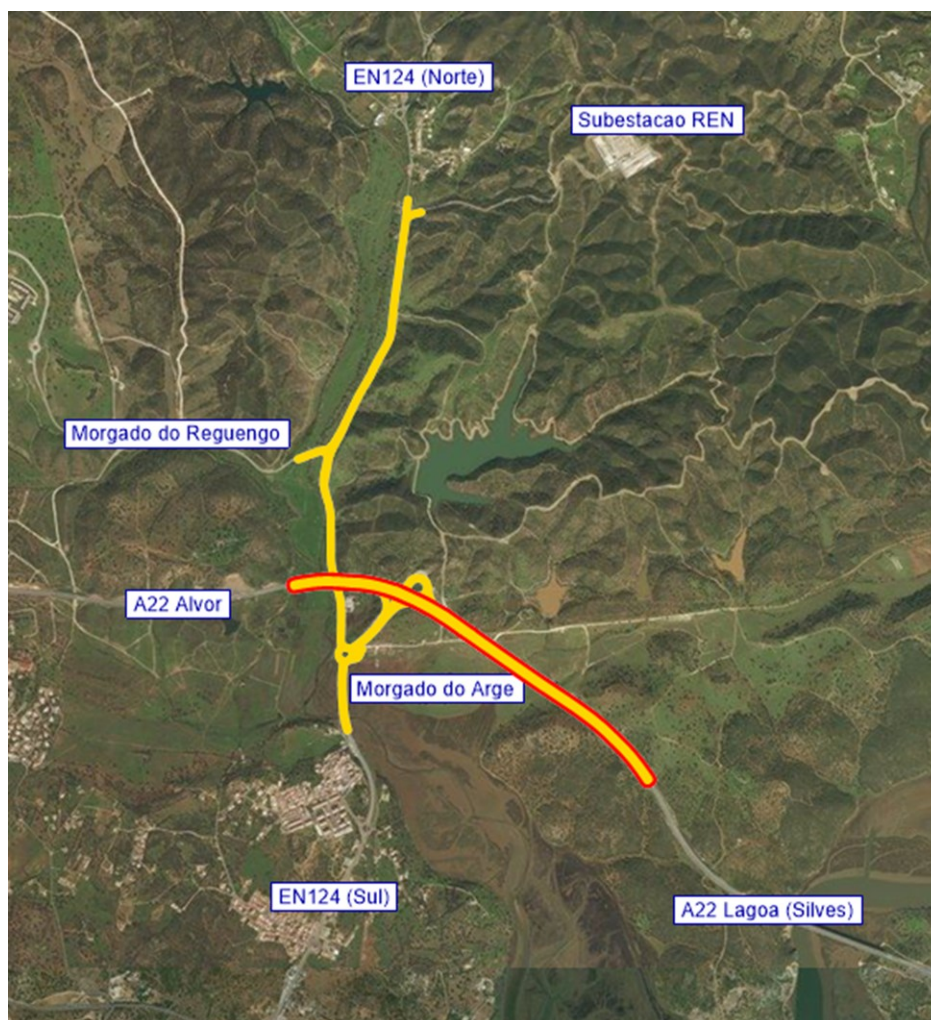 EN124 (Norte)
Subestacao REN
Morgado do Reguengo
A22 Alvor
Morgado do Arge
EN124 (Sul)
A22 Lagoa (Silves)